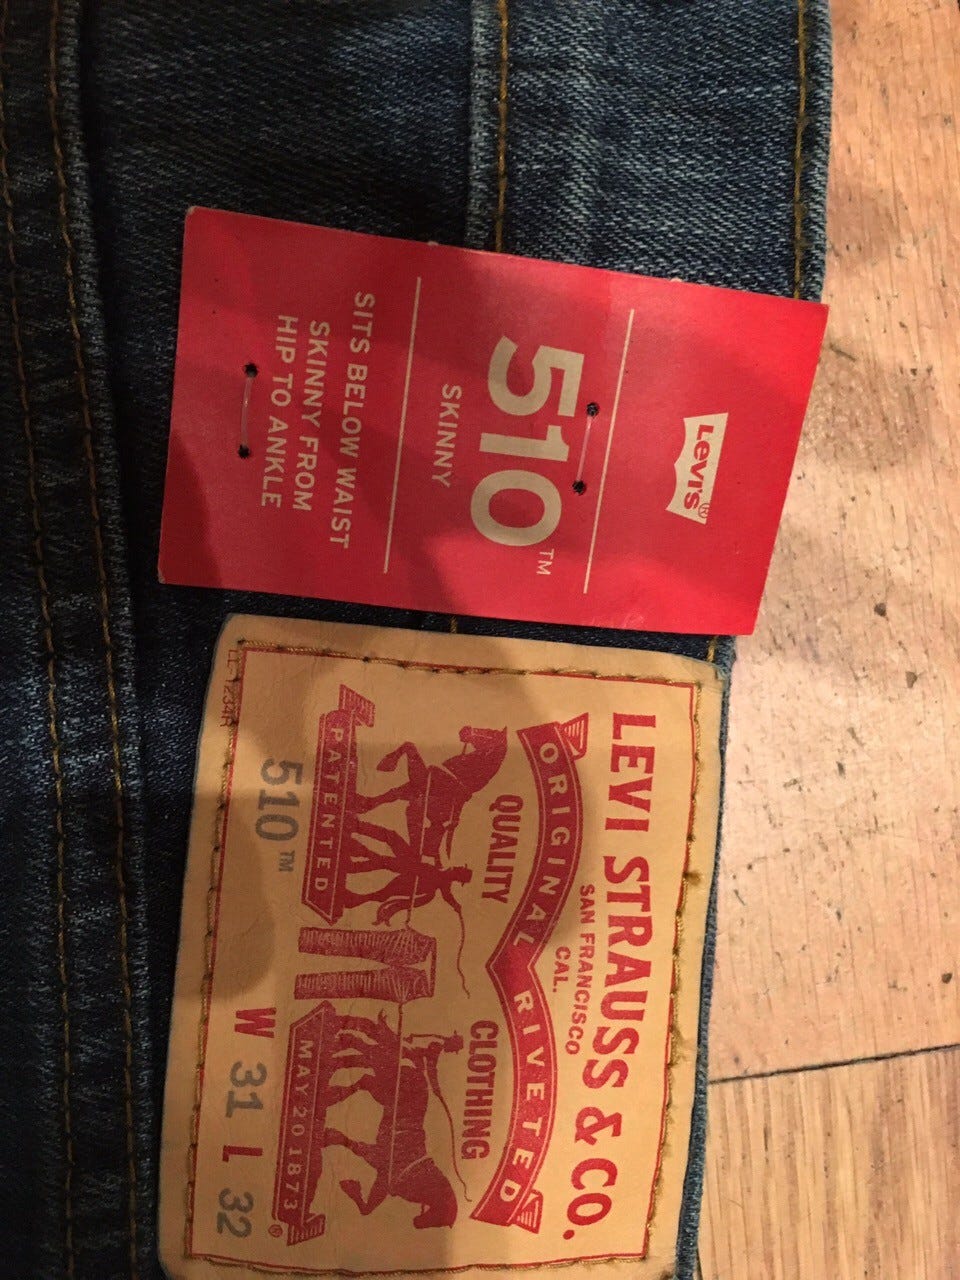 LEVI'S®
510™
SKINNY
SITS BELOW WAIST
SKINNY FROM
HIP TO ANKLE
LEVI STRAUSS & CO.
SAN FRANCISCO
CAL.
ORIGINAL RIVETED
QUALITY CLOTHING
PATENTED MAY 20 1873
®
510™
W 31 L 32